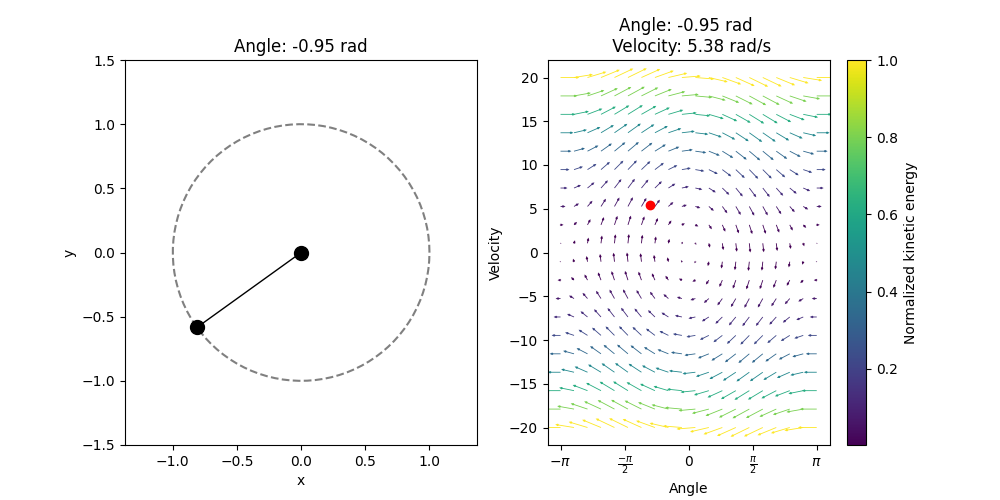 Angle: -0.95 rad
1.5
1.0
0.5
0.0
−0.5
−1.0
−1.5
y
−1.0
−0.5
0.0
0.5
1.0
x
Angle: -0.95 rad
Velocity: 5.38 rad/s
20
15
10
5
0
−5
−10
−15
−20
Velocity
−π
−π/2
0
π/2
π
Angle
1.0
0.8
0.6
0.4
0.2
Normalized kinetic energy